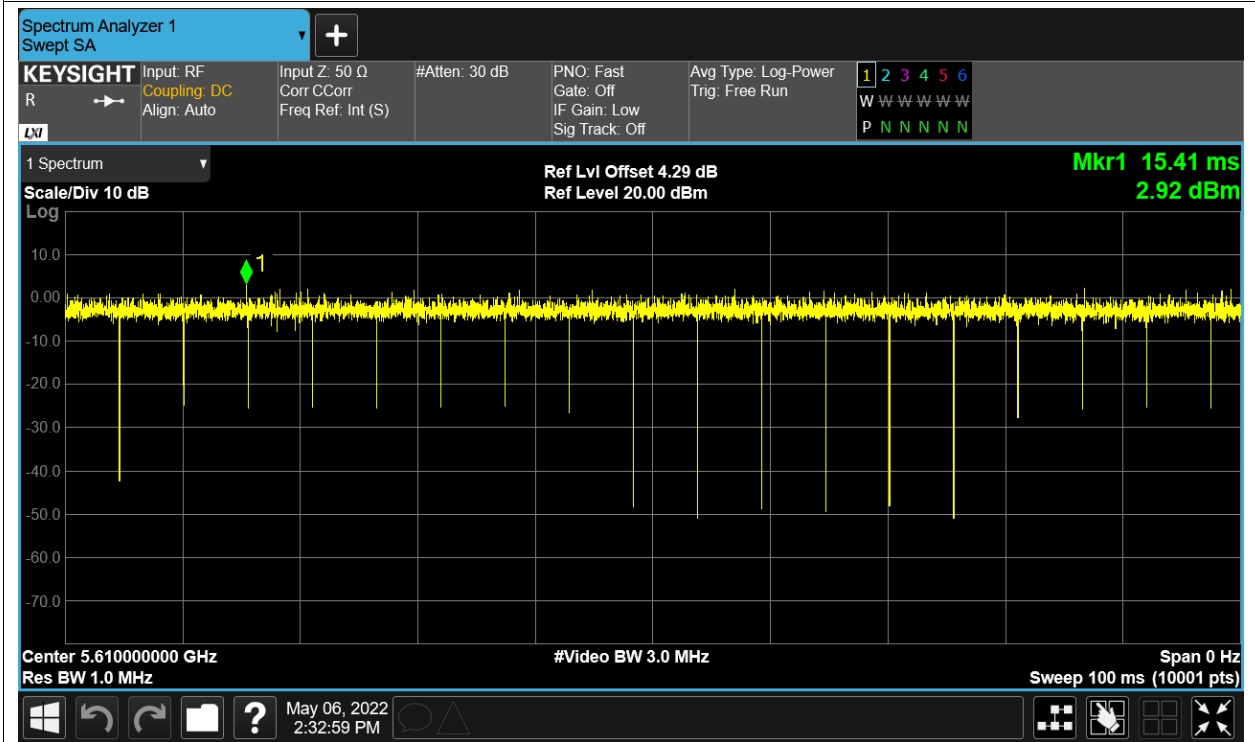 Spectrum Analyzer 1
Swept SA
+
KEYSIGHT Input: RF Input Z: 50 Ω #Atten: 30 dB PNO: Fast Avg Type: Log-Power 1 2 3 4 5 6
R Coupling: DC Corr CCorr Gate: Off Trig: Free Run W W W W W W
Align: Auto Freq Ref: Int (S) IF Gain: Low
LXI Sig Track: Off P N N N N N
1 Spectrum Ref Lvl Offset 4.29 dB Mkr1 15.41 ms
Scale/Div 10 dB Ref Level 20.00 dBm 2.92 dBm
Log
10.0
1
0.00
-10.0
-20.0
-30.0
-40.0
-50.0
-60.0
-70.0
Center 5.610000000 GHz #Video BW 3.0 MHz Span 0 Hz
Res BW 1.0 MHz Sweep 100 ms (10001 pts)
? May 06, 2022
2:32:59 PM